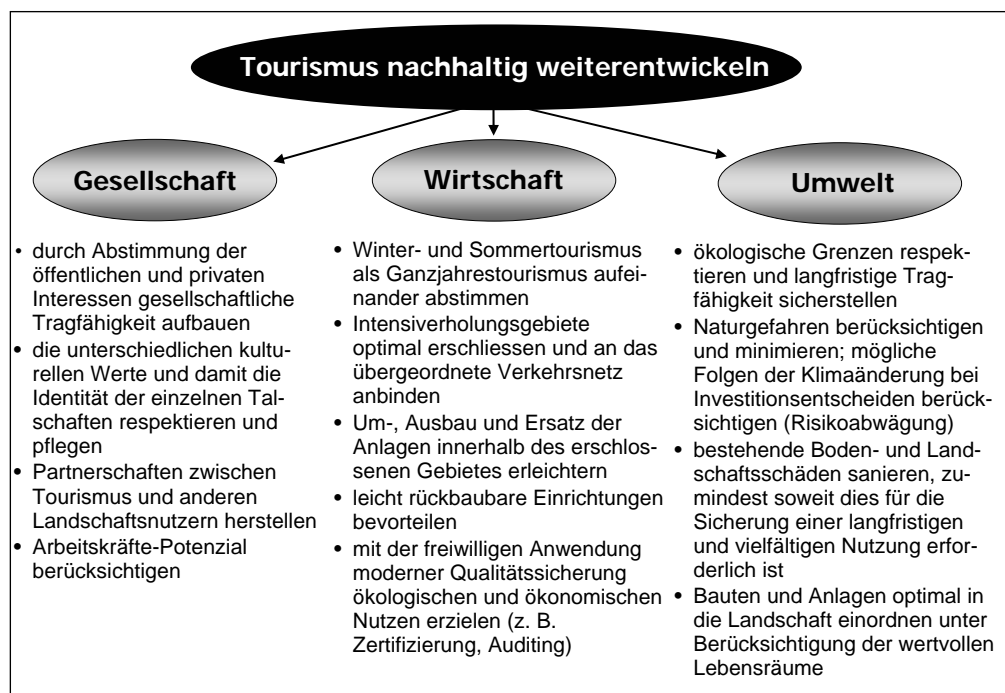 Tourismus nachhaltig weiterentwickeln
Gesellschaft
• durch Abstimmung der
öffentlichen und privaten
Interessen gesellschaftliche
Tragfähigkeit aufbauen
• die unterschiedlichen kultu-
rellen Werte und damit die
Identität der einzelnen Tal-
schaften respektieren und
pflegen
• Partnerschaften zwischen
Tourismus und anderen
Landschaftsnutzern herstellen
• Arbeitskräfte-Potenzial
berücksichtigen
Wirtschaft
• Winter- und Sommertourismus
als Ganzjahrestourismus aufei-
nander abstimmen
• Intensiverholungsgebiete
optimal erschliessen und an das
übergeordnete Verkehrsnetz
anbinden
• Um-, Ausbau und Ersatz der
Anlagen innerhalb des erschlos-
senen Gebietes erleichtern
• leicht rückbaubare Einrichtungen
bevorteilen
• mit der freiwilligen Anwendung
moderner Qualitätssicherung
ökologischen und ökonomischen
Nutzen erzielen (z. B.
Zertifizierung, Auditing)
Umwelt
• ökologische Grenzen respek-
tieren und langfristige Trag-
fähigkeit sicherstellen
• Naturgefahren berücksichtigen
und minimieren; mögliche
Folgen der Klimaänderung bei
Investitionsentscheiden berück-
sichtigen (Risikoabwägung)
• bestehende Boden- und Land-
schaftsschäden sanieren, zu-
mindest soweit dies für die
Sicherung einer langfristigen
und vielfältigen Nutzung erfor-
derlich ist
• Bauten und Anlagen optimal in
die Landschaft einordnen unter
Berücksichtigung der wertvollen
Lebensräume